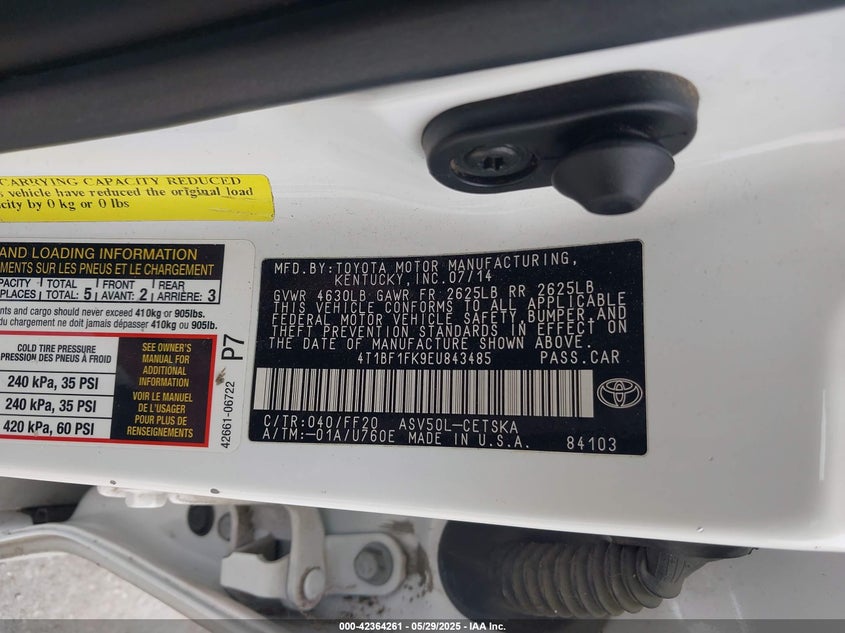 CARRYING CAPACITY REDUCED
vehicle have reduced the original load
by 0 kg or 0 lbs
AND LOADING INFORMATION
SUR LES PNEUS ET LE CHARGEMENT
TOTAL 5 FRONT 2 REAR 3
PLACES TOTAL AVANT: ARRIÈRE:
and cargo should never exceed 410kg or 905lbs.
du chargement ne doit jamais dépasser 410kg ou 905lb.
COLD TIRE PRESSURE
PRESSION DES PNEUS À FROID
240 kPa, 35 PSI
240 kPa, 35 PSI
420 kPa, 60 PSI
SEE OWNER'S
MANUAL FOR
ADDITIONAL
INFORMATION
VOIR LE MANUEL
DE L'USAGER
POUR PLUS DE
RENSEIGNEMENTS
P7
42661-06722
MFD.BY: TOYOTA MOTOR MANUFACTURING,
KENTUCKY, INC. 07/14
GVWR 4630LB GAWR FR 2625LB RR 2625LB
THIS VEHICLE CONFORMS TO ALL APPLICABLE
FEDERAL MOTOR VEHICLE SAFETY, BUMPER, AND
THEFT PREVENTION STANDARDS IN EFFECT ON
THE DATE OF MANUFACTURE SHOWN ABOVE.
4T1BF1FK9EU843485 PASS.CAR
C/TR:040/FF20 ASV50L-CETSKA
A/TM:-01A/U760E MADE IN U.S.A. 84103
000-42364261 - 05/29/2025 - IAA Inc.